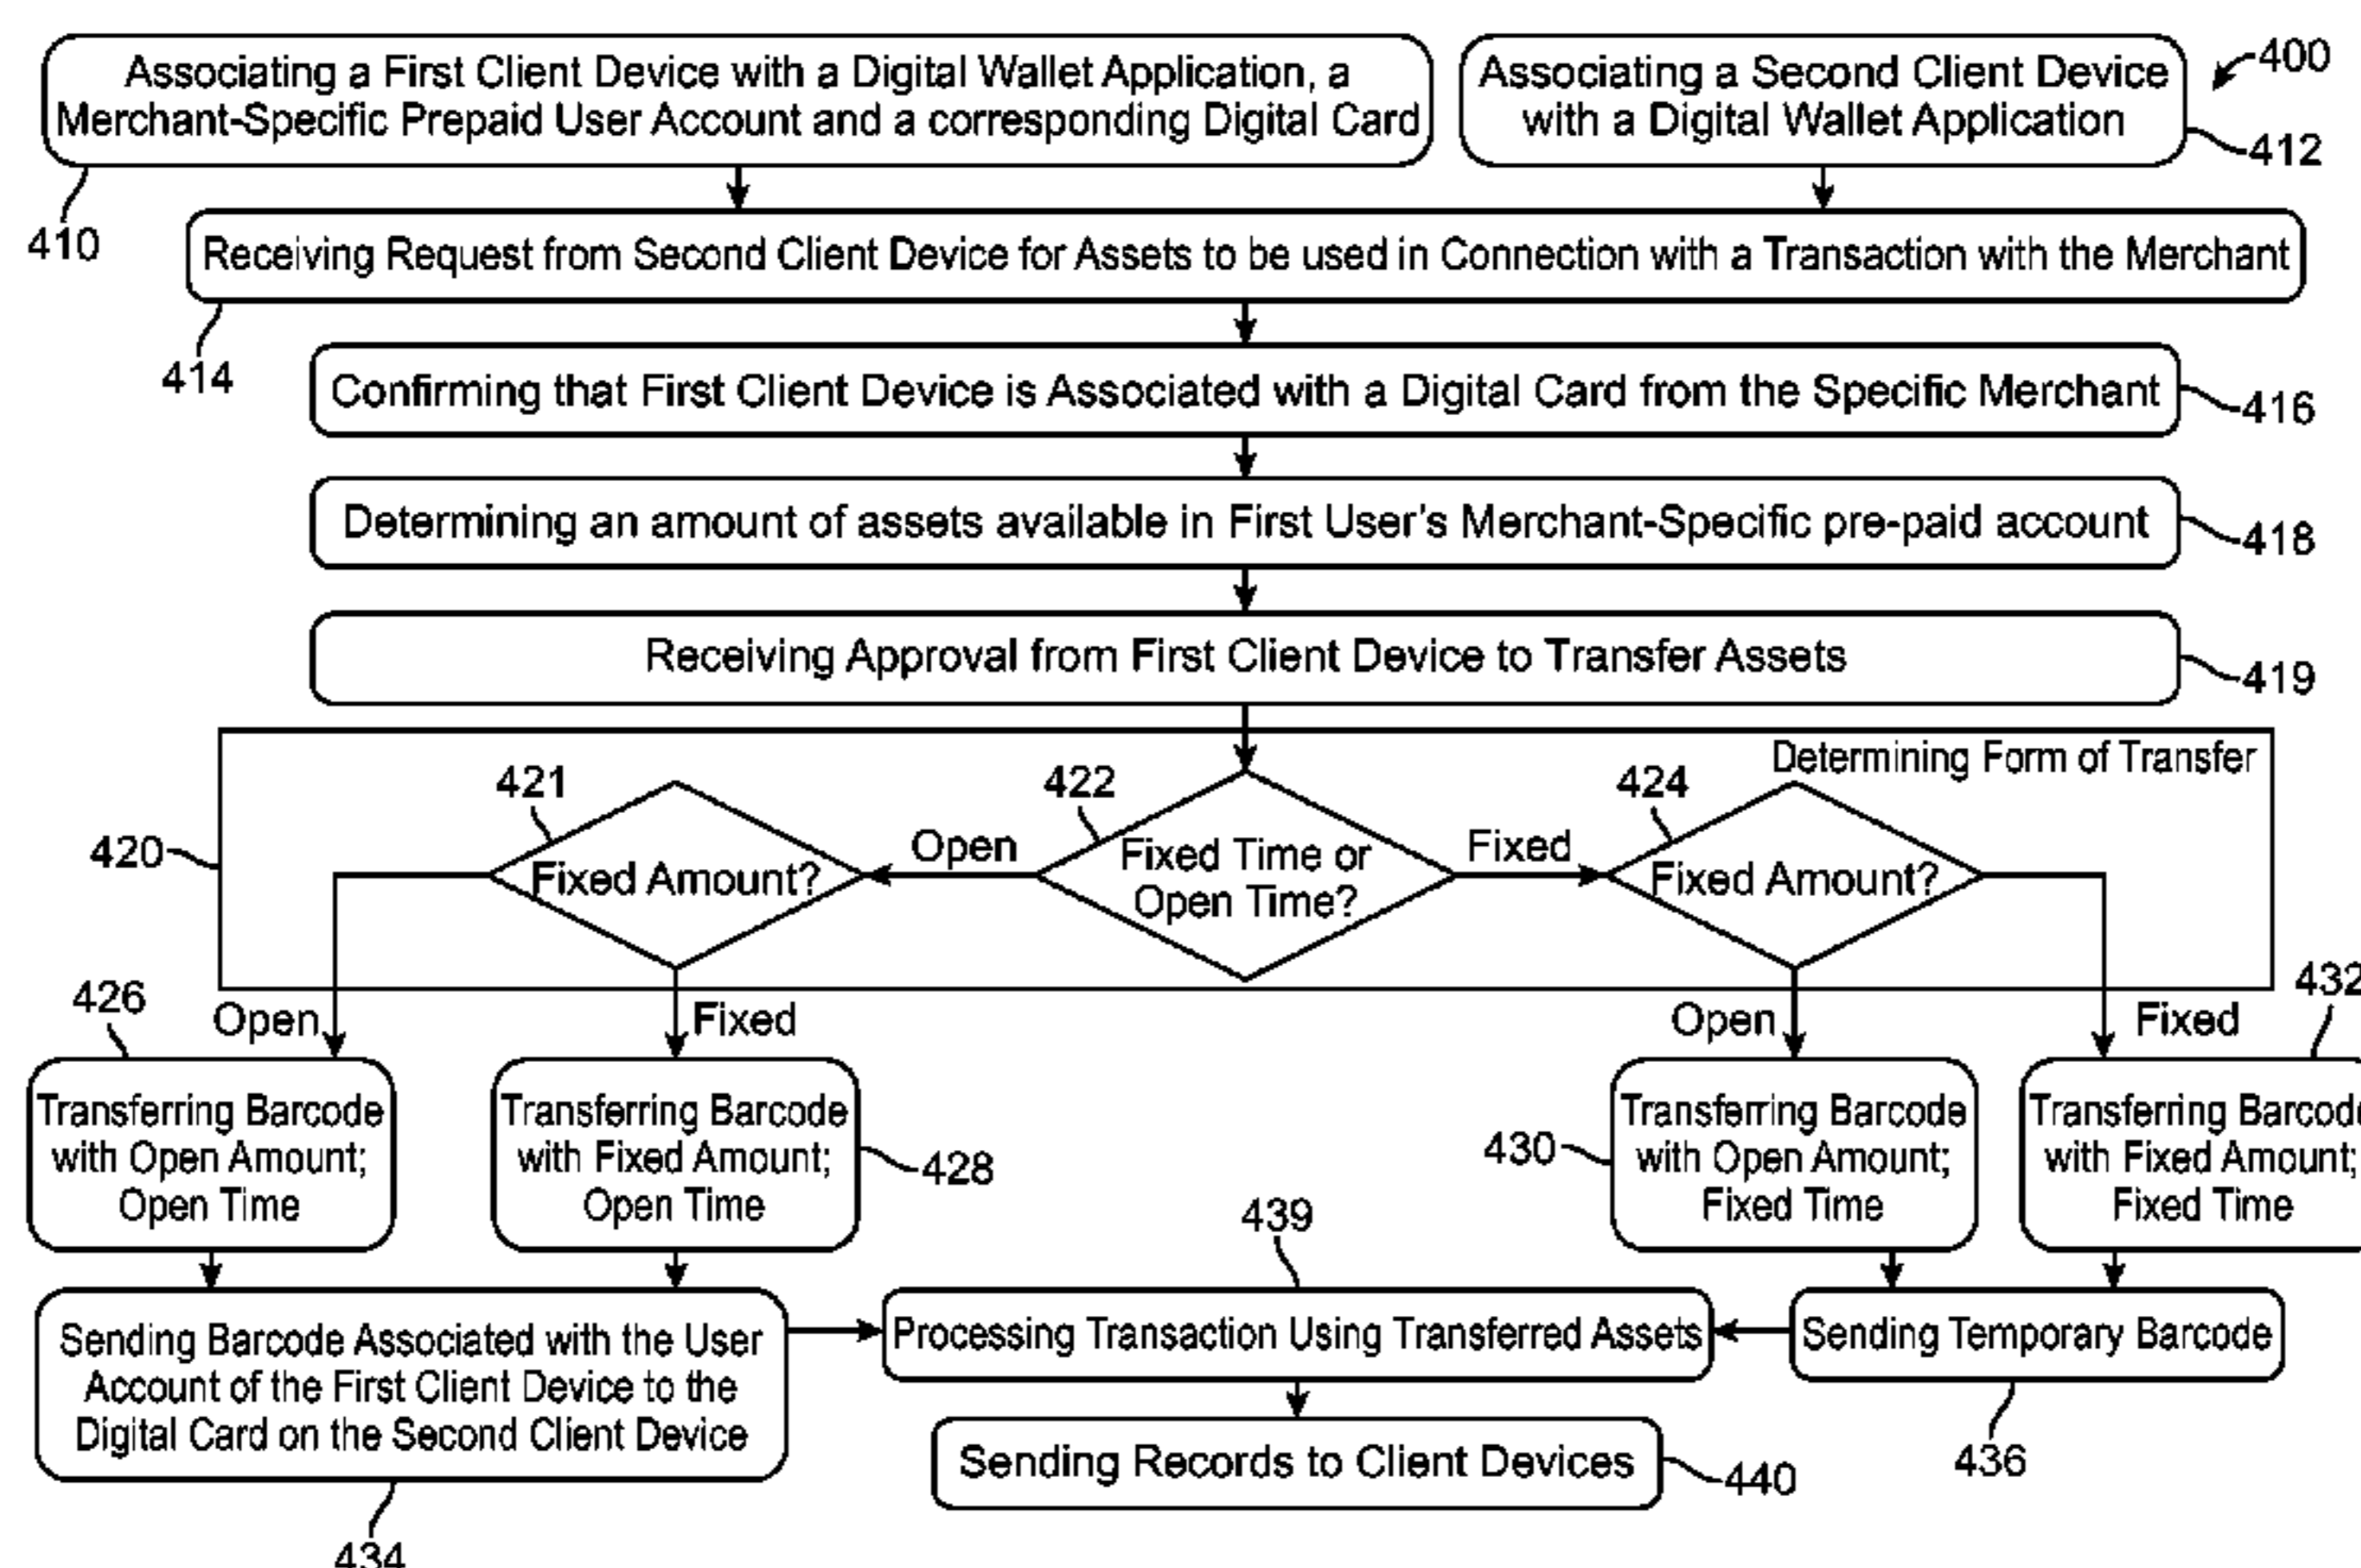 Associating a First Client Device with a Digital Wallet Application, a
Merchant-Specific Prepaid User Account and a corresponding Digital Card
410
Associating a Second Client Device
with a Digital Wallet Application
400
412
Receiving Request from Second Client Device for Assets to be used in Connection with a Transaction with the Merchant
414
Confirming that First Client Device is Associated with a Digital Card from the Specific Merchant
416
Determining an amount of assets available in First User's Merchant-Specific pre-paid account
418
Receiving Approval from First Client Device to Transfer Assets
419
Determining Form of Transfer
420
421
Fixed Amount?
Open
422
Fixed Time or
Open Time?
Fixed
424
Fixed Amount?
Open
Fixed
Open
Fixed
426
Transferring Barcode
with Open Amount;
Open Time
Transferring Barcode
with Fixed Amount;
Open Time
428
430
Transferring Barcode
with Open Amount;
Fixed Time
432
Transferring Barcode
with Fixed Amount;
Fixed Time
Sending Barcode Associated with the User
Account of the First Client Device to the
Digital Card on the Second Client Device
434
439
Processing Transaction Using Transferred Assets
Sending Temporary Barcode
436
Sending Records to Client Devices
440